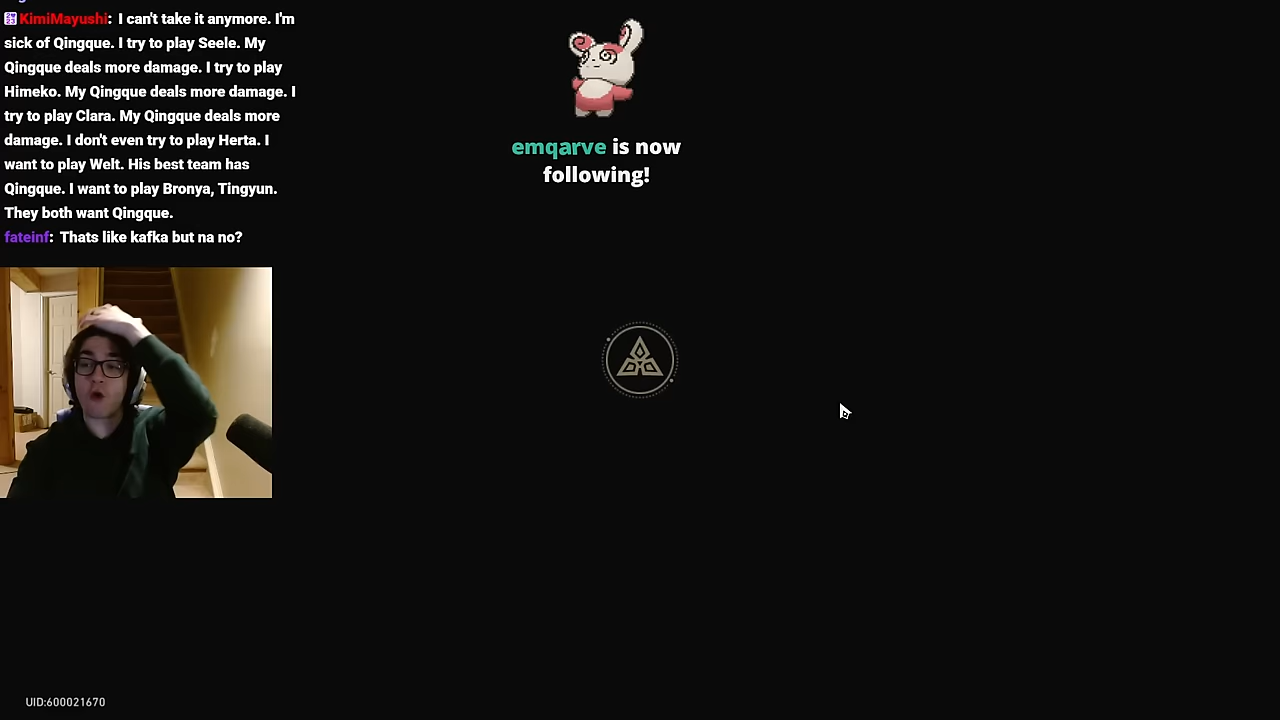 KimiMayushi: I can't take it anymore. I'm
sick of Qingque. I try to play Seele. My
Qingque deals more damage. I try to play
Himeko. My Qingque deals more damage. I
try to play Clara. My Qingque deals more
damage. I don't even try to play Herta. I
want to play Welt. His best team has
Qingque. I want to play Bronya, Tingyun.
They both want Qingque.
fateinf: Thats like kafka but na no?
emqarve is now
following!
UID:600021670